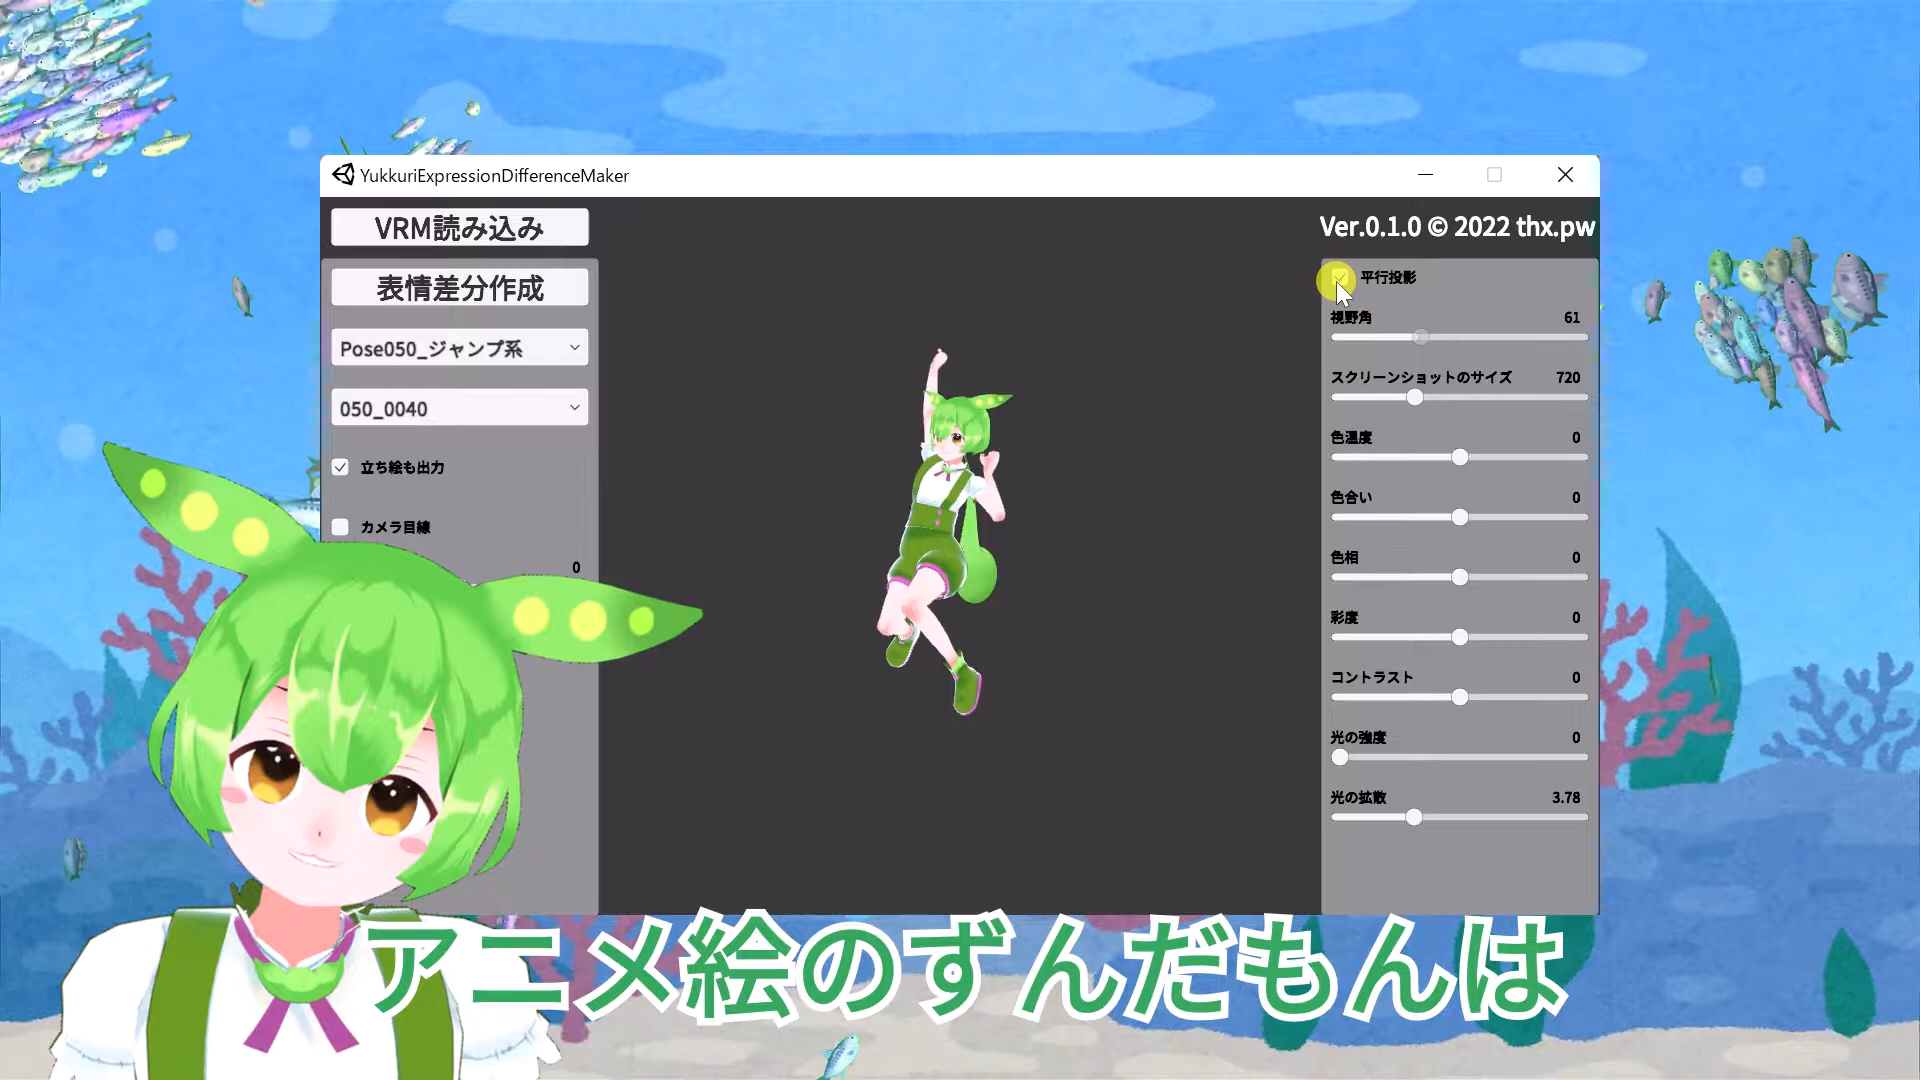 YukkuriExpressionDifferenceMaker
VRM読み込み
Ver.0.1.0 © 2022 thx.pw
表情差分作成
Pose050_ジャンプ系
050_0040
立ち絵も出力
カメラ目線
0
平行投影
視野角 61
スクリーンショットのサイズ 720
色温度 0
色合い 0
色相 0
彩度 0
コントラスト 0
光の強度 0
光の拡散 3.78
アニメ絵のずんだもんは